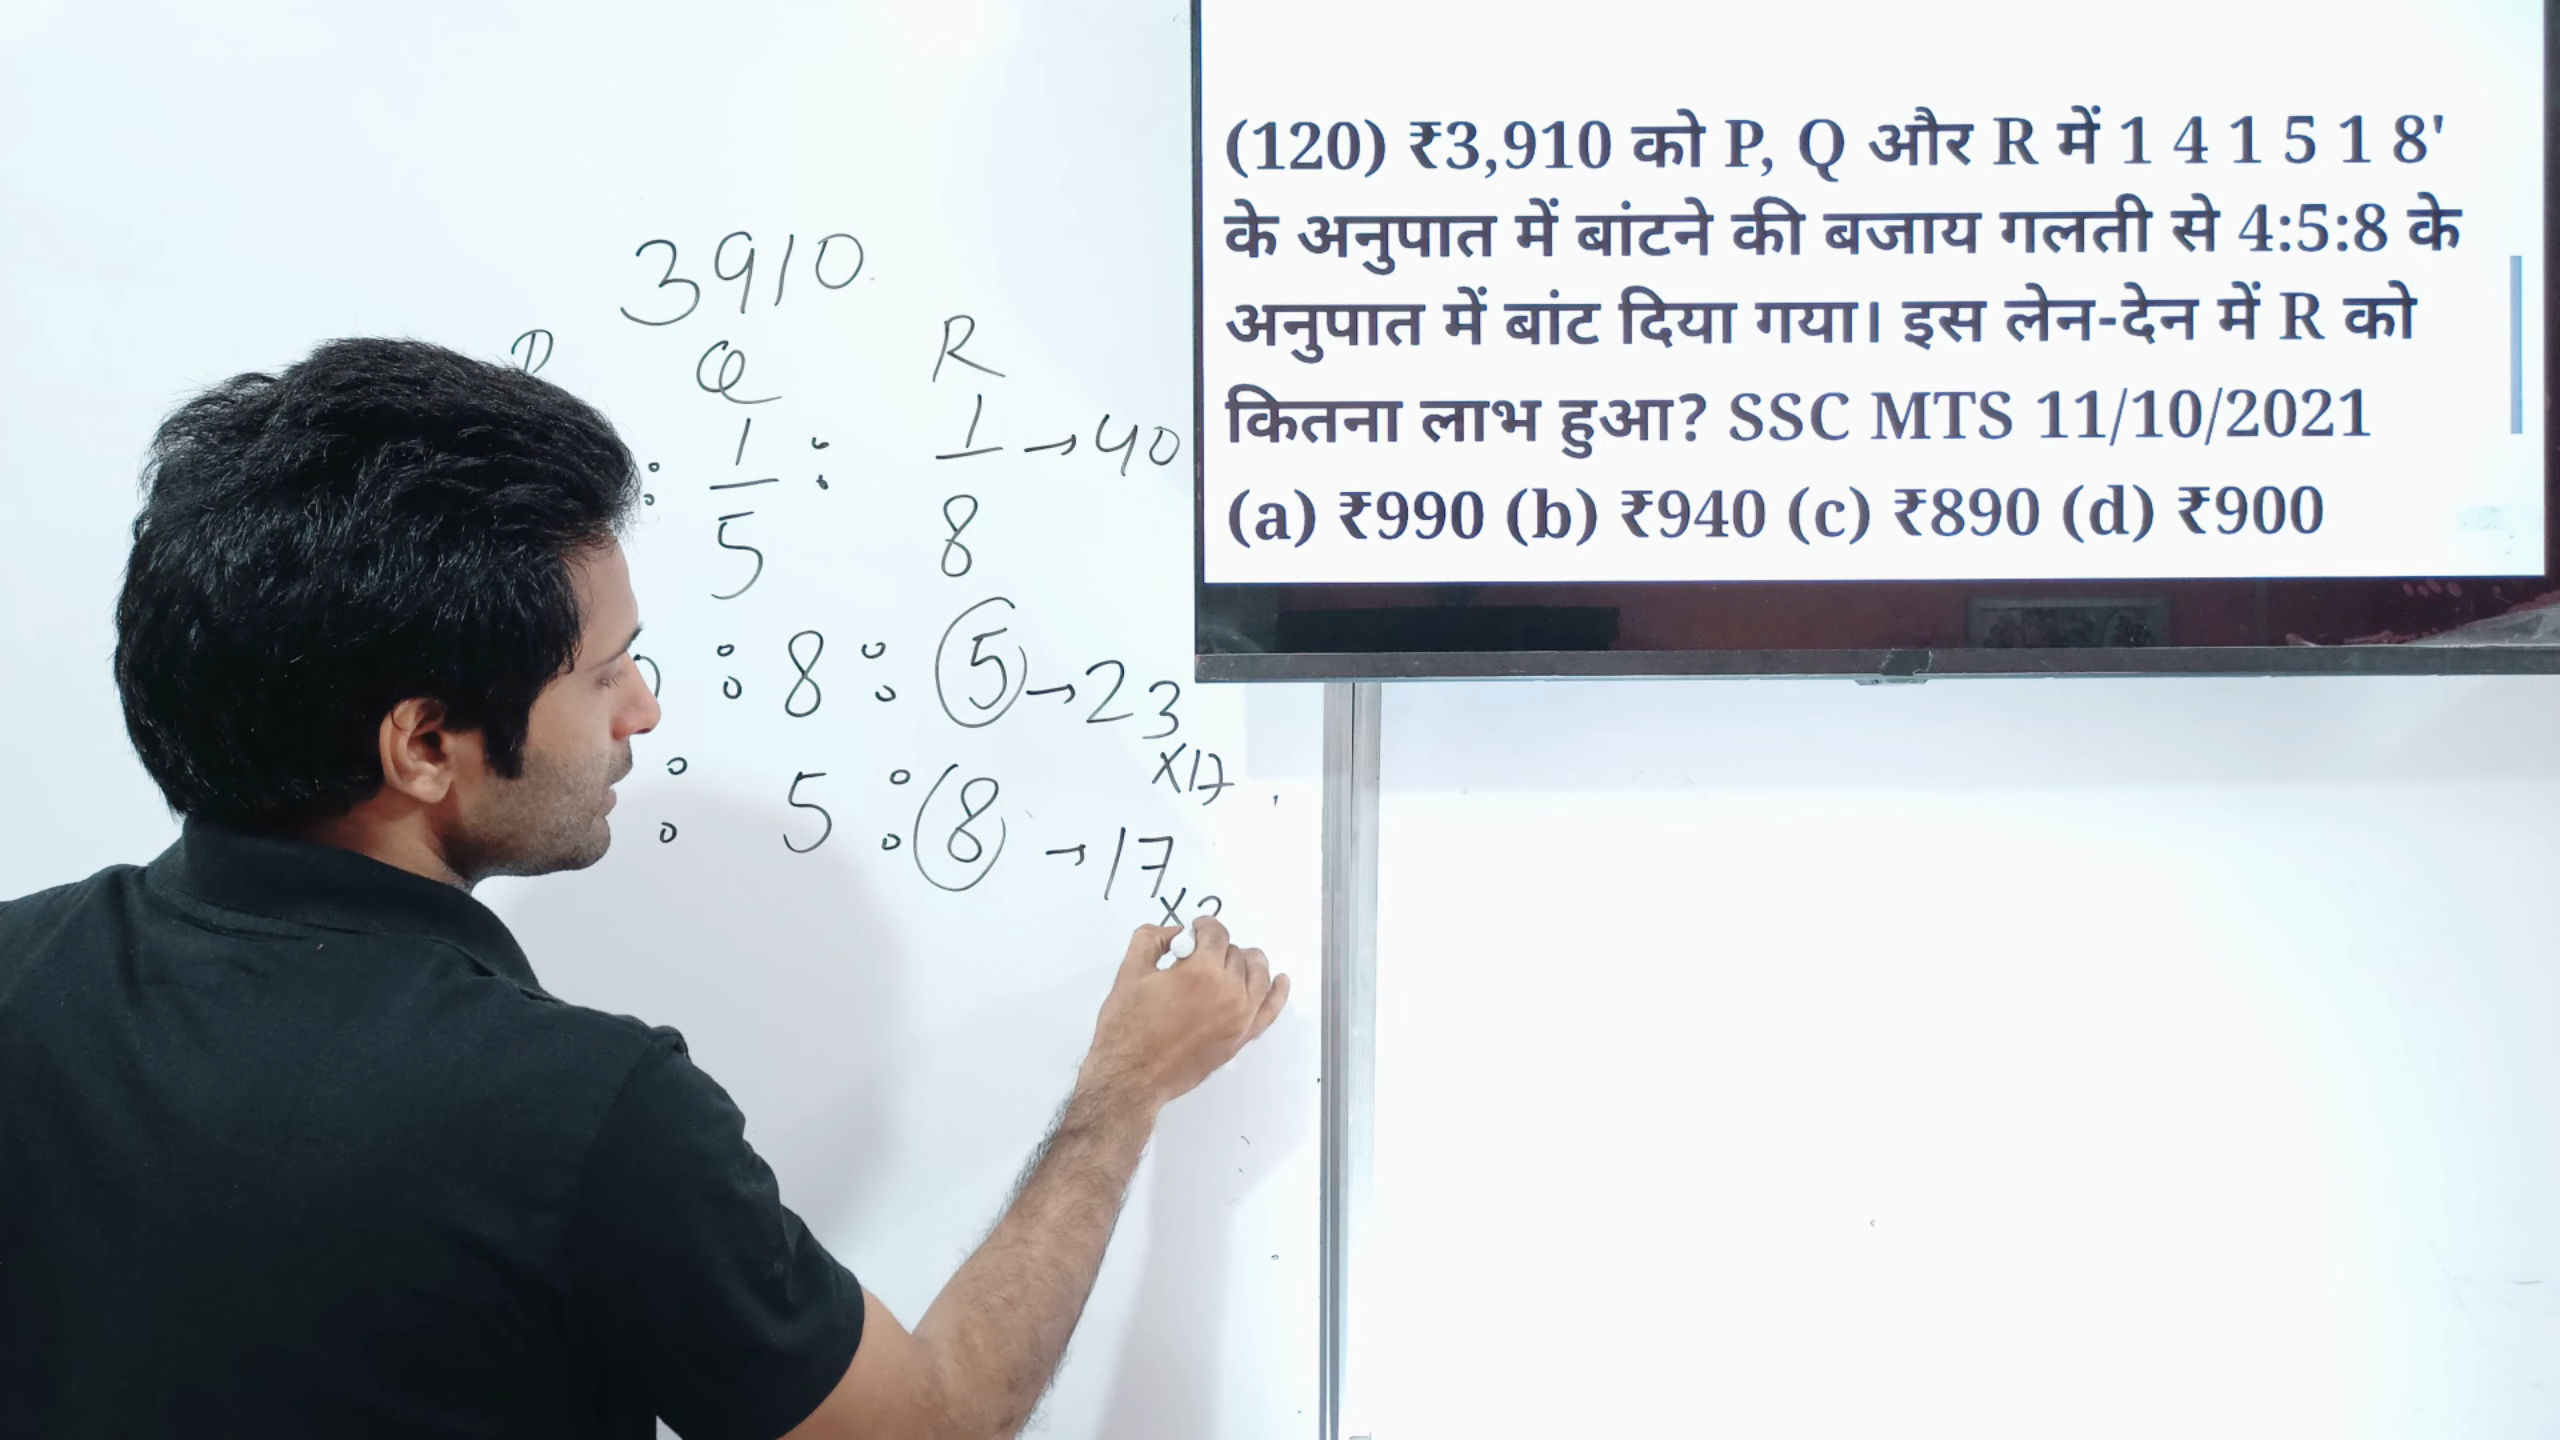 3910
P Q R
: 1/5 : 1/8 → 40
: 8 : 5 → 23
×17
: 5 : 8 → 17
×
(120) ₹3,910 को P, Q और R में 1 4 1 5 1 8'
के अनुपात में बांटने की बजाय गलती से 4:5:8 के
अनुपात में बांट दिया गया। इस लेन-देन में R को
कितना लाभ हुआ? SSC MTS 11/10/2021
(a) ₹990 (b) ₹940 (c) ₹890 (d) ₹900